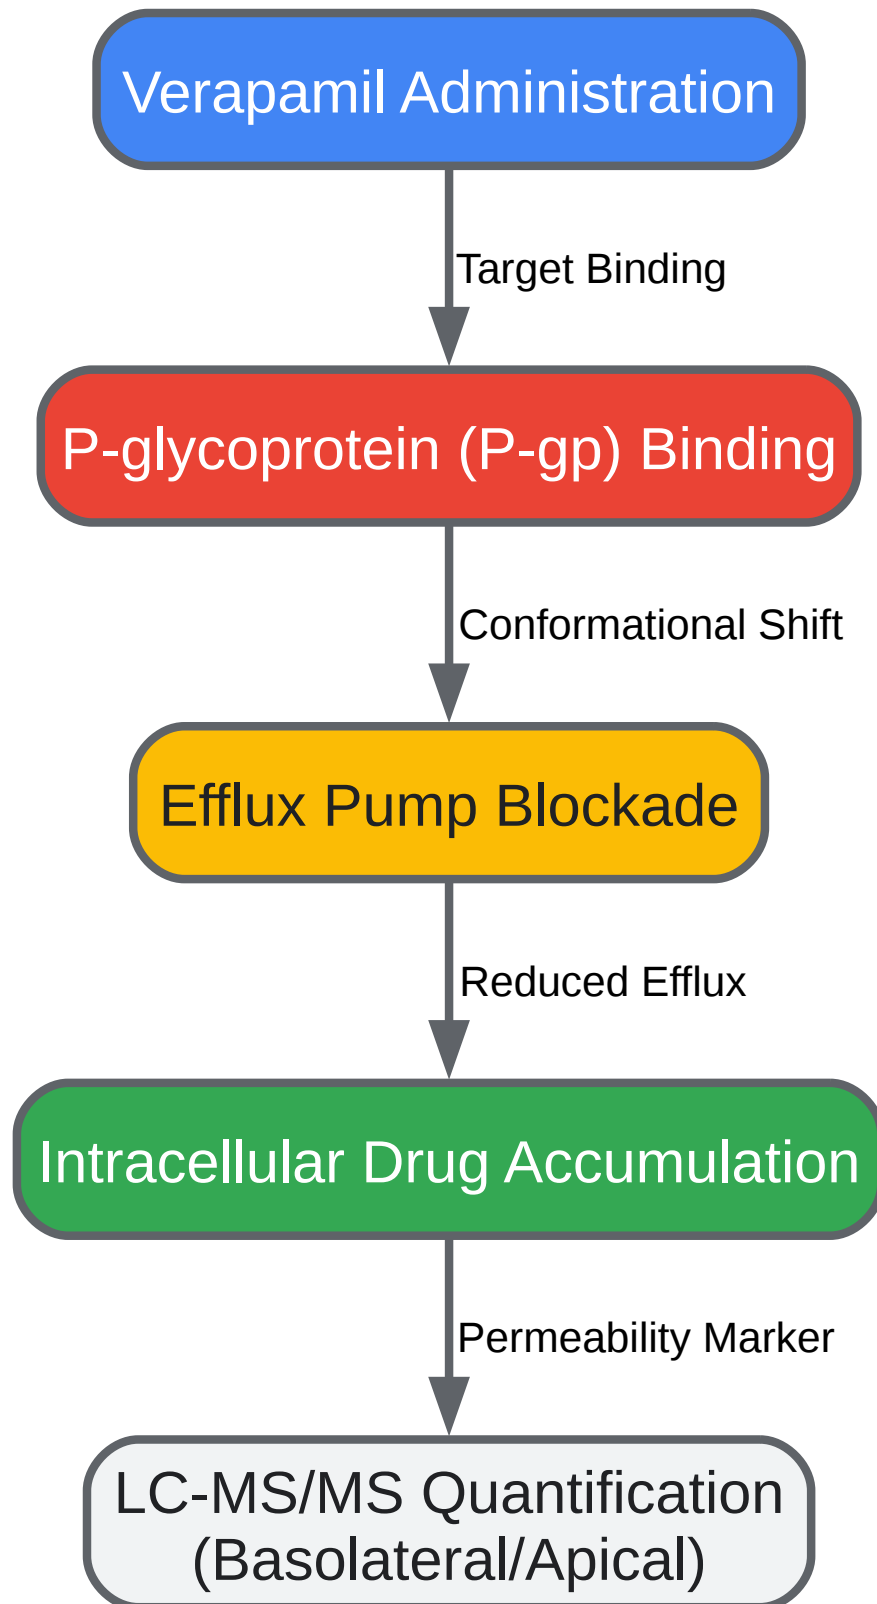 Verapamil Administration
Target Binding
P-glycoprotein (P-gp) Binding
Conformational Shift
Efflux Pump Blockade
Reduced Efflux
Intracellular Drug Accumulation
Permeability Marker
LC-MS/MS Quantification
(Basolateral/Apical)